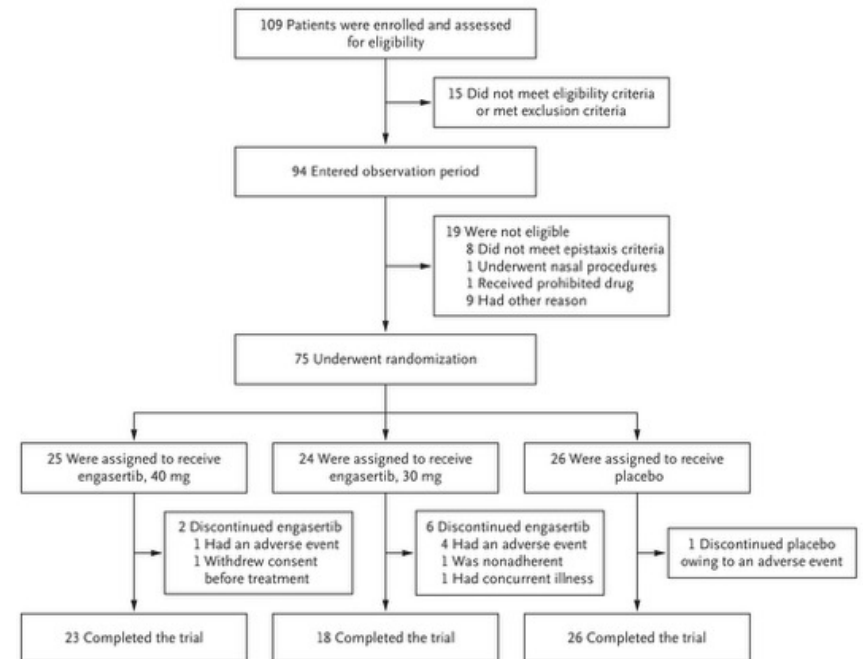 109 Patients were enrolled and assessed
for eligibility
15 Did not meet eligibility criteria
or met exclusion criteria
94 Entered observation period
19 Were not eligible
8 Did not meet epistaxis criteria
1 Underwent nasal procedures
1 Received prohibited drug
9 Had other reason
75 Underwent randomization
25 Were assigned to receive
engasertib, 40 mg
24 Were assigned to receive
engasertib, 30 mg
26 Were assigned to receive
placebo
2 Discontinued engasertib
1 Had an adverse event
1 Withdrew consent
before treatment
6 Discontinued engasertib
4 Had an adverse event
1 Was nonadherent
1 Had concurrent illness
1 Discontinued placebo
owing to an adverse event
23 Completed the trial
18 Completed the trial
26 Completed the trial